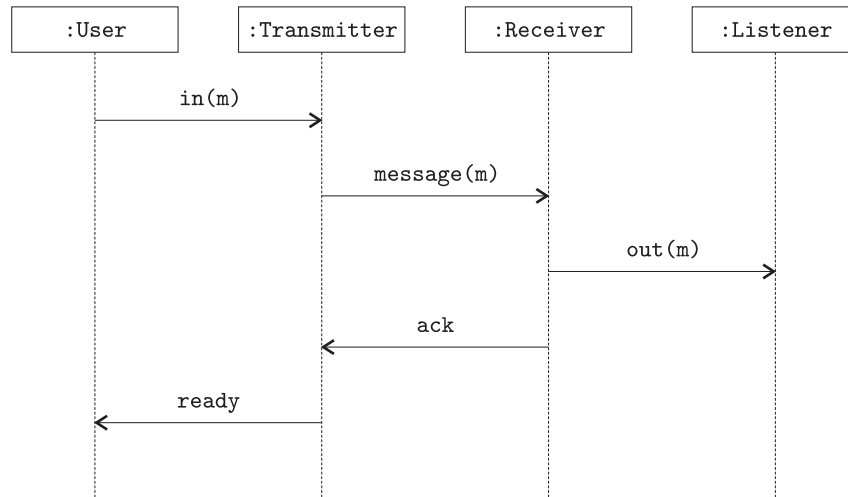 :User :Transmitter :Receiver :Listener
in(m)
message(m)
out(m)
ack
ready